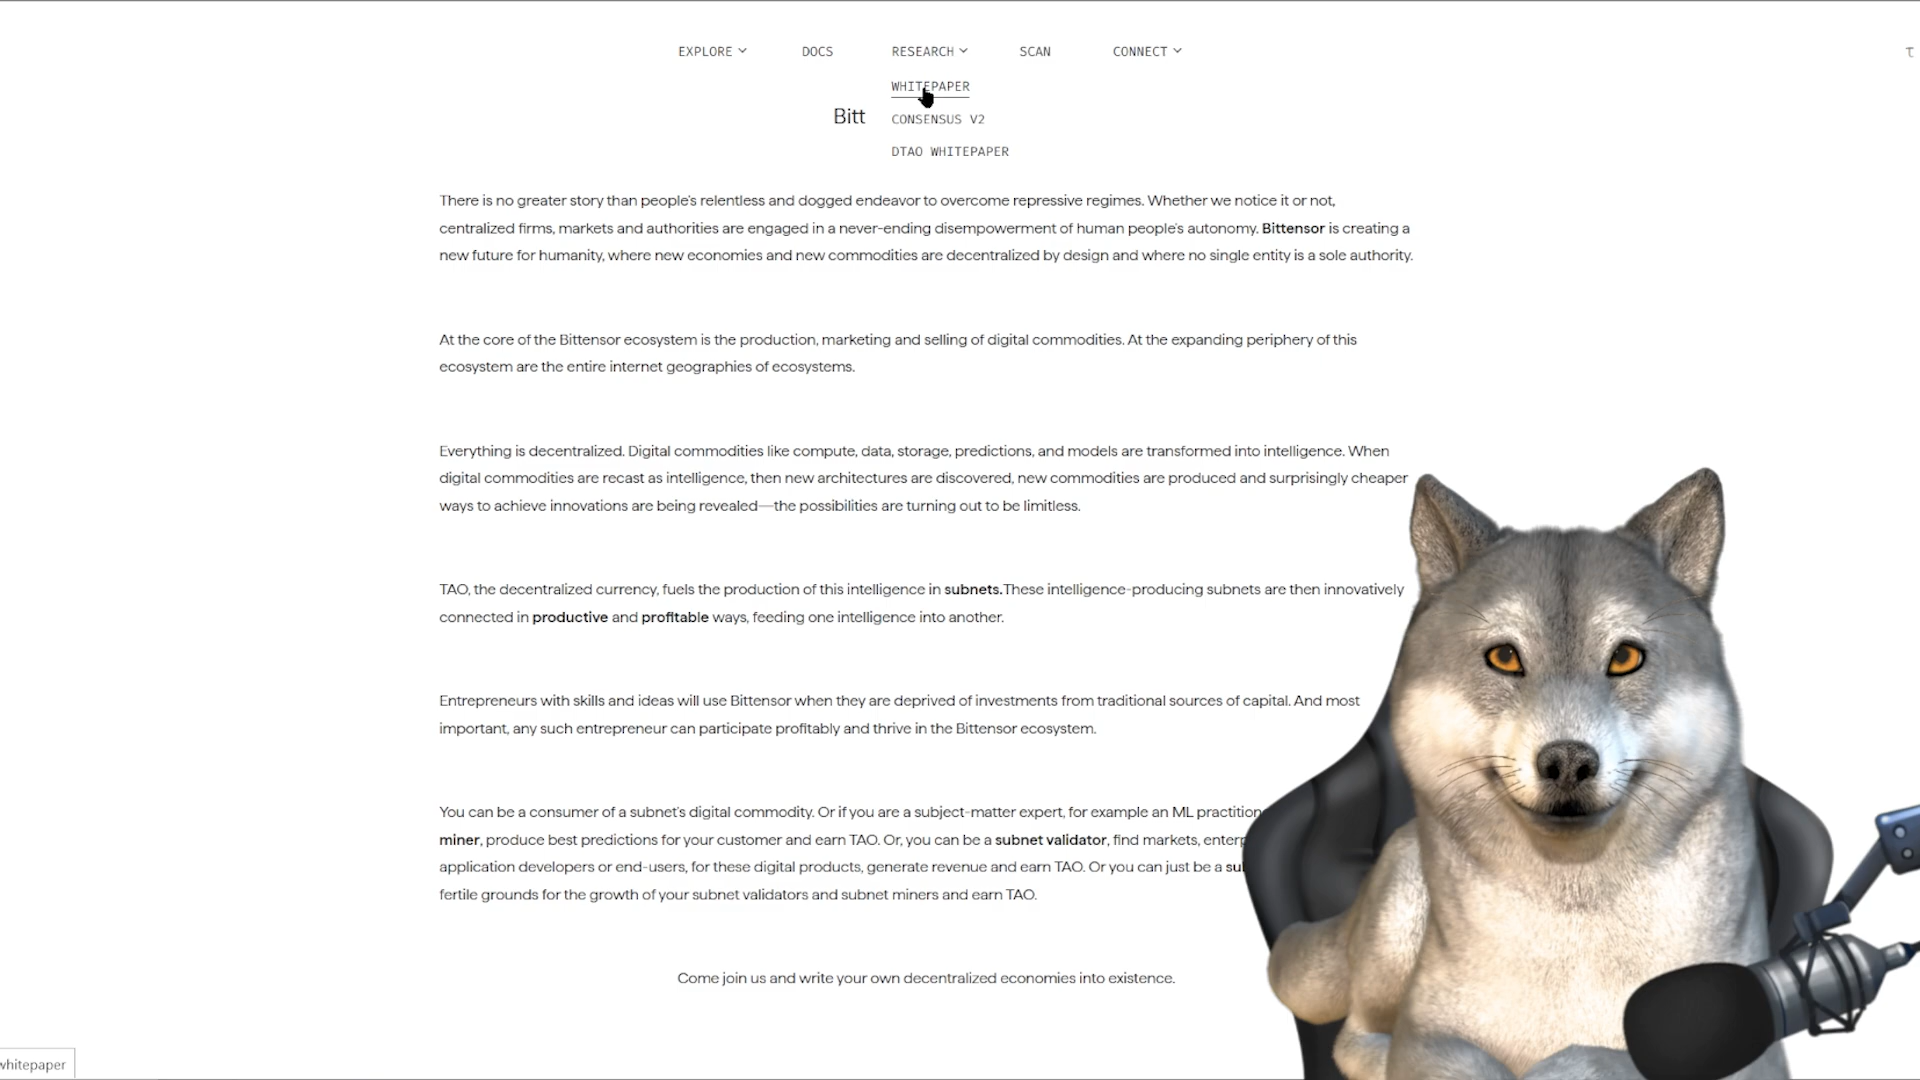 EXPLORE DOCS RESEARCH SCAN CONNECT τ
WHITEPAPER
Bitt
CONSENSUS V2
DTAO WHITEPAPER
There is no greater story than people's relentless and dogged endeavor to overcome repressive regimes. Whether we notice it or not,
centralized firms, markets and authorities are engaged in a never-ending disempowerment of human people's autonomy. Bittensor is creating a
new future for humanity, where new economies and new commodities are decentralized by design and where no single entity is a sole authority.
At the core of the Bittensor ecosystem is the production, marketing and selling of digital commodities. At the expanding periphery of this
ecosystem are the entire internet geographies of ecosystems.
Everything is decentralized. Digital commodities like compute, data, storage, predictions, and models are transformed into intelligence. When
digital commodities are recast as intelligence, then new architectures are discovered, new commodities are produced and surprisingly cheaper
ways to achieve innovations are being revealed—the possibilities are turning out to be limitless.
TAO, the decentralized currency, fuels the production of this intelligence in subnets.These intelligence-producing subnets are then innovatively
connected in productive and profitable ways, feeding one intelligence into another.
Entrepreneurs with skills and ideas will use Bittensor when they are deprived of investments from traditional sources of capital. And most
important, any such entrepreneur can participate profitably and thrive in the Bittensor ecosystem.
You can be a consumer of a subnet's digital commodity. Or if you are a subject-matter expert, for example an ML practition
miner, produce best predictions for your customer and earn TAO. Or, you can be a subnet validator, find markets, enterp
application developers or end-users, for these digital products, generate revenue and earn TAO. Or you can just be a su
fertile grounds for the growth of your subnet validators and subnet miners and earn TAO.
Come join us and write your own decentralized economies into existence.
whitepaper